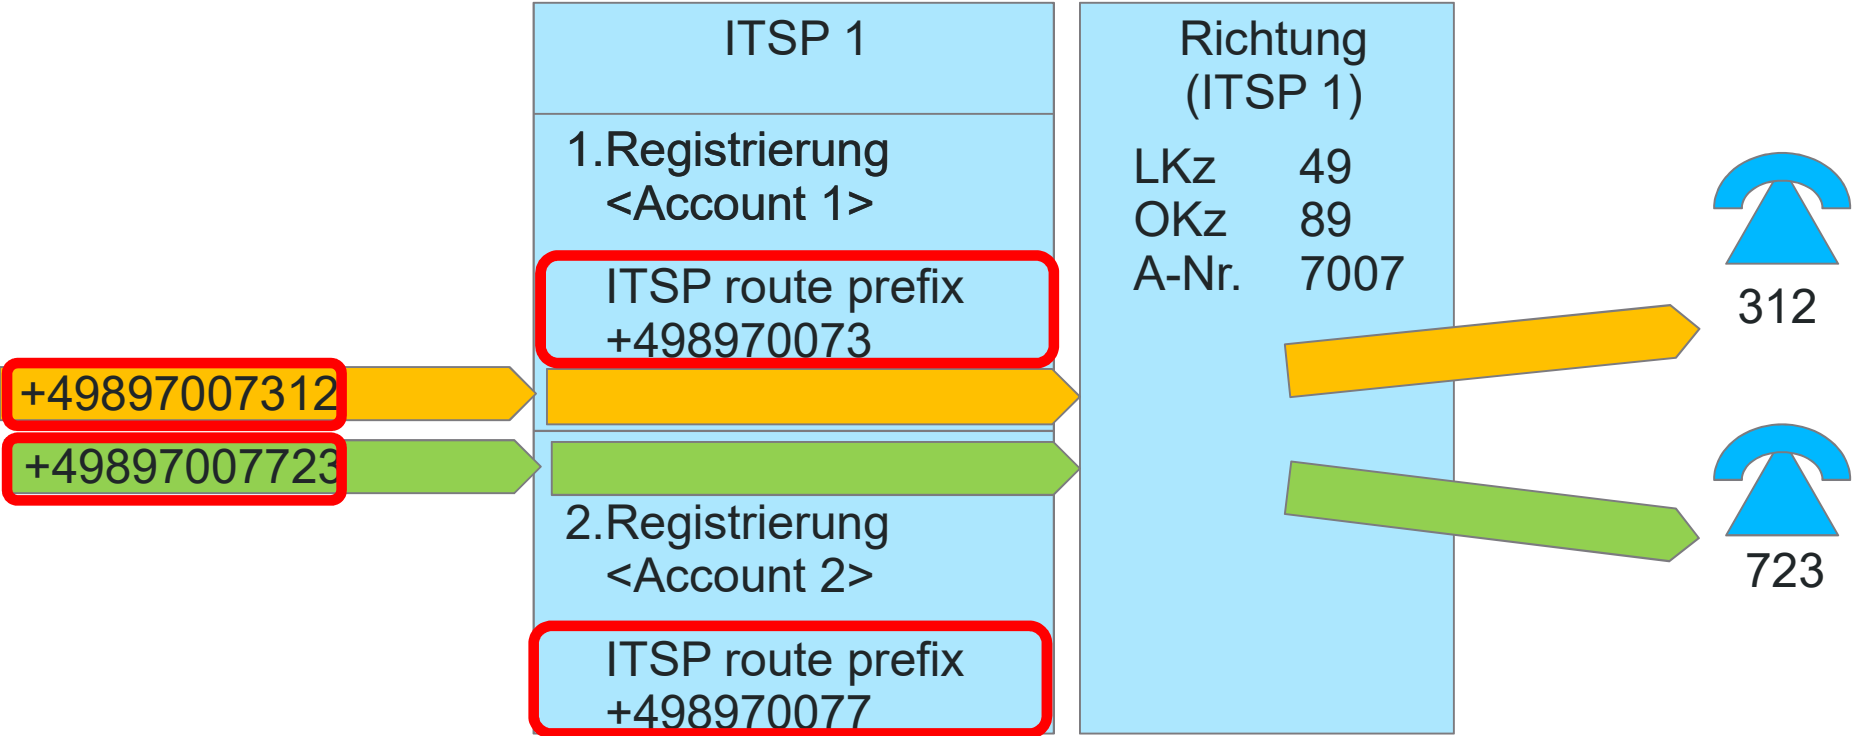 ITSP 1
1.Registrierung
<Account 1>
ITSP route prefix
+498970073
+49897007312
+49897007723
2.Registrierung
<Account 2>
ITSP route prefix
+498970077
Richtung
(ITSP 1)
LKz 49
OKz 89
A-Nr. 7007
312
723